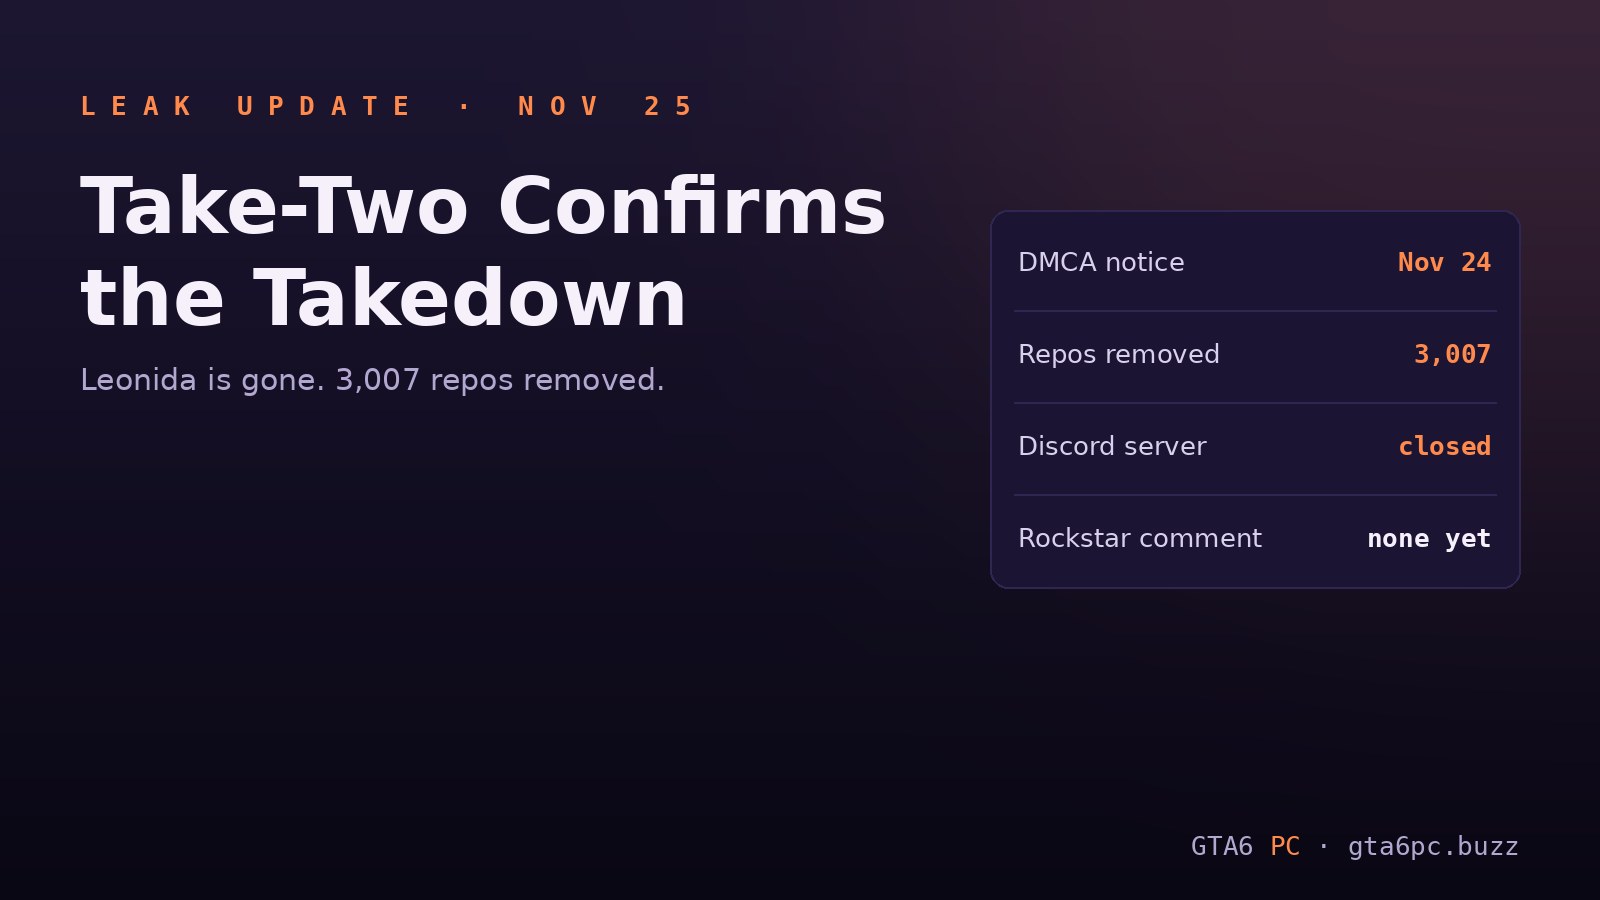 LEAK UPDATE · NOV 25
Take-Two Confirms
the Takedown
Leonida is gone. 3,007 repos removed.
DMCA notice Nov 24
Repos removed 3,007
Discord server closed
Rockstar comment none yet
GTA6 PC · gta6pc.buzz